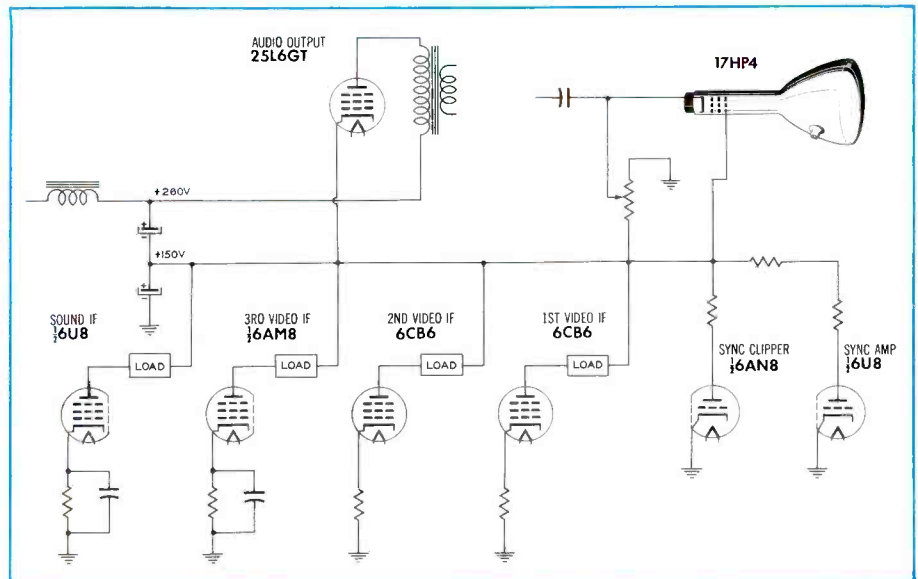 AUDIO OUTPUT
25L6GT
17HP4
+260V
+150V
SOUND IF
½6U8
3RD VIDEO IF
½6AM8
2ND VIDEO IF
6CB6
1ST VIDEO IF
6CB6
LOAD
LOAD
LOAD
LOAD
SYNC CLIPPER
½6AN8
SYNC AMP
½6U8